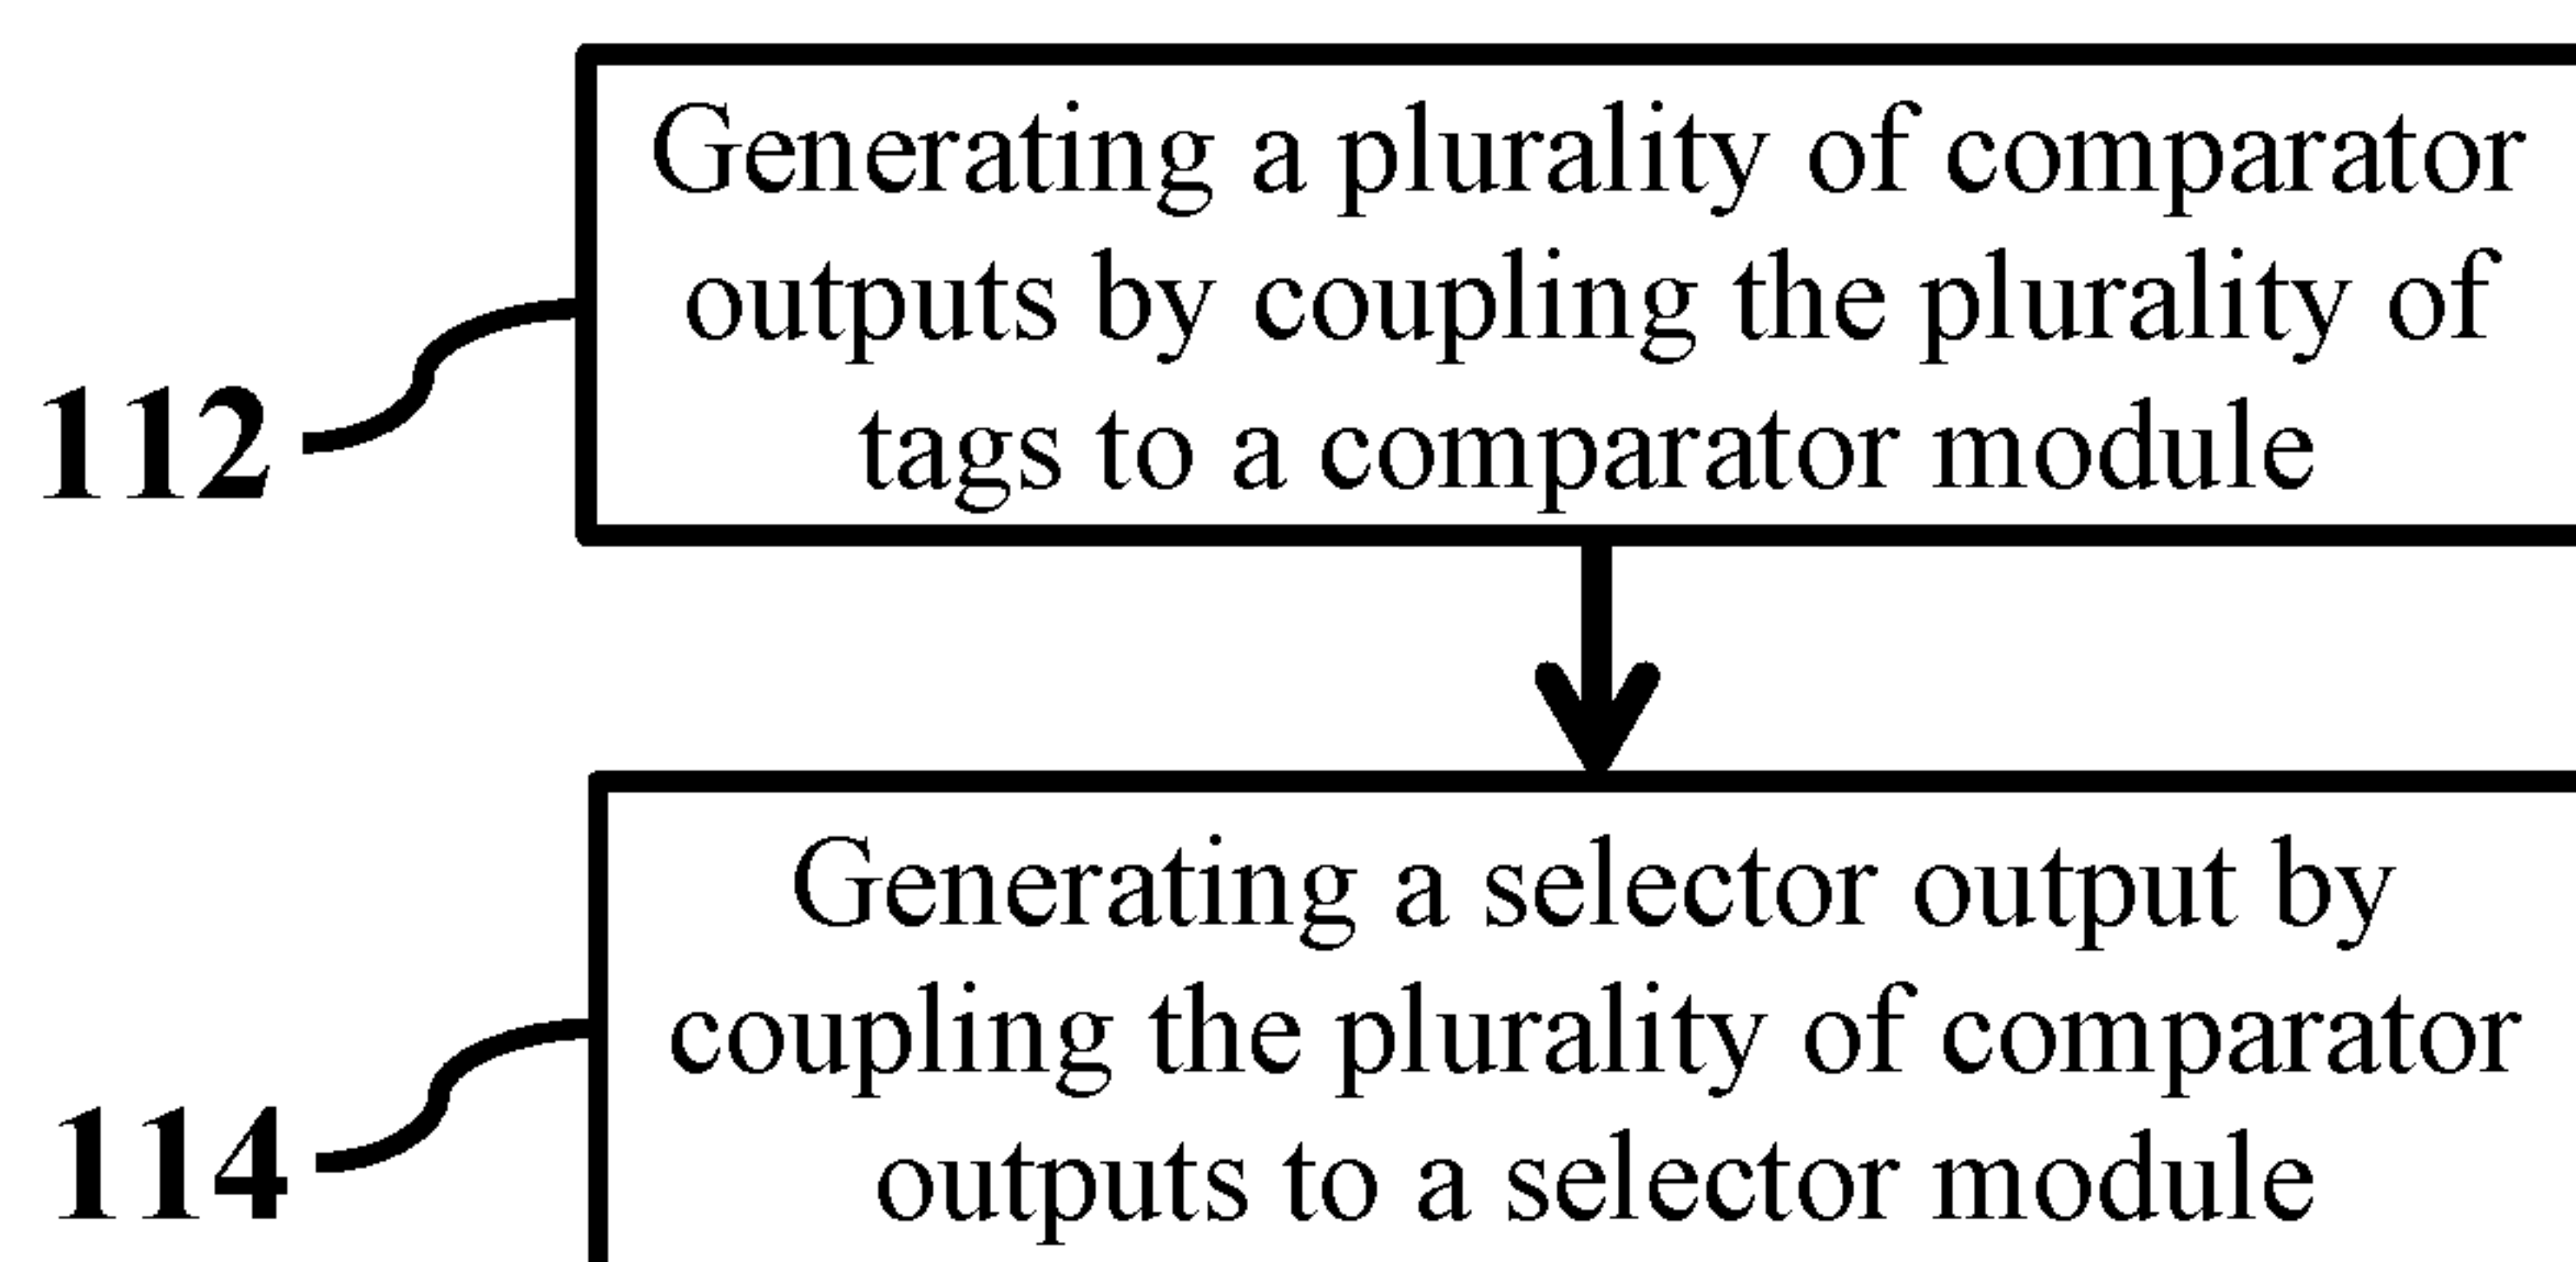 Generating a plurality of comparator
outputs by coupling the plurality of
tags to a comparator module
112
Generating a selector output by
coupling the plurality of comparator
outputs to a selector module
114